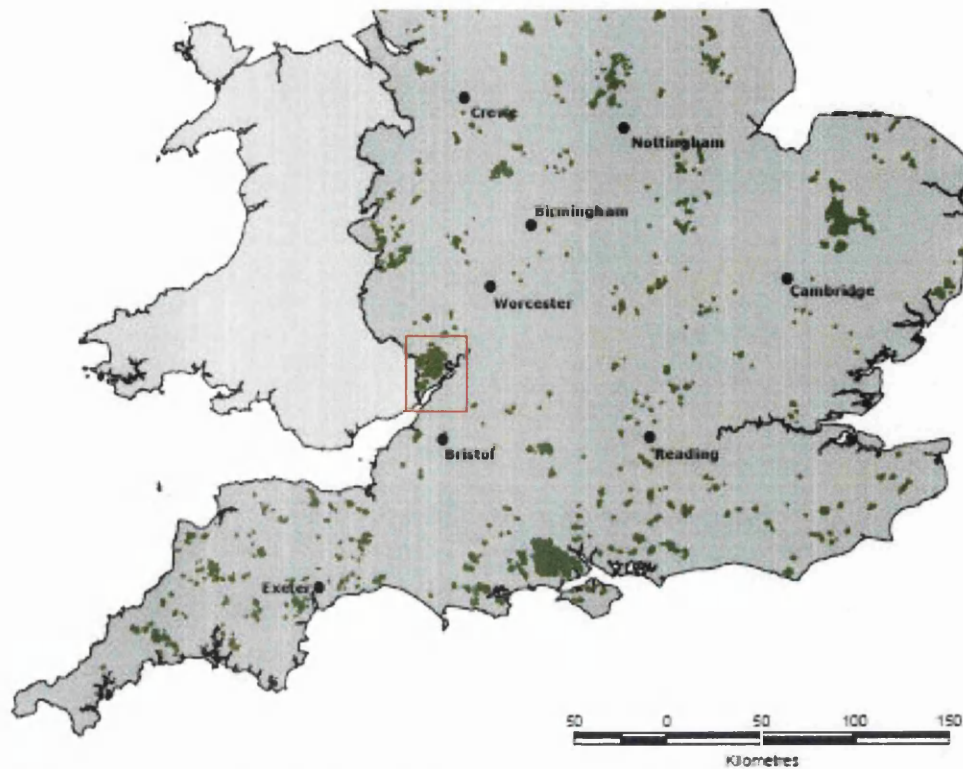 Crewe
Nottingham
Birmingham
Cambridge
Worcester
Bristol
Reading
Exeter
50 0 50 100 150
Kilometres